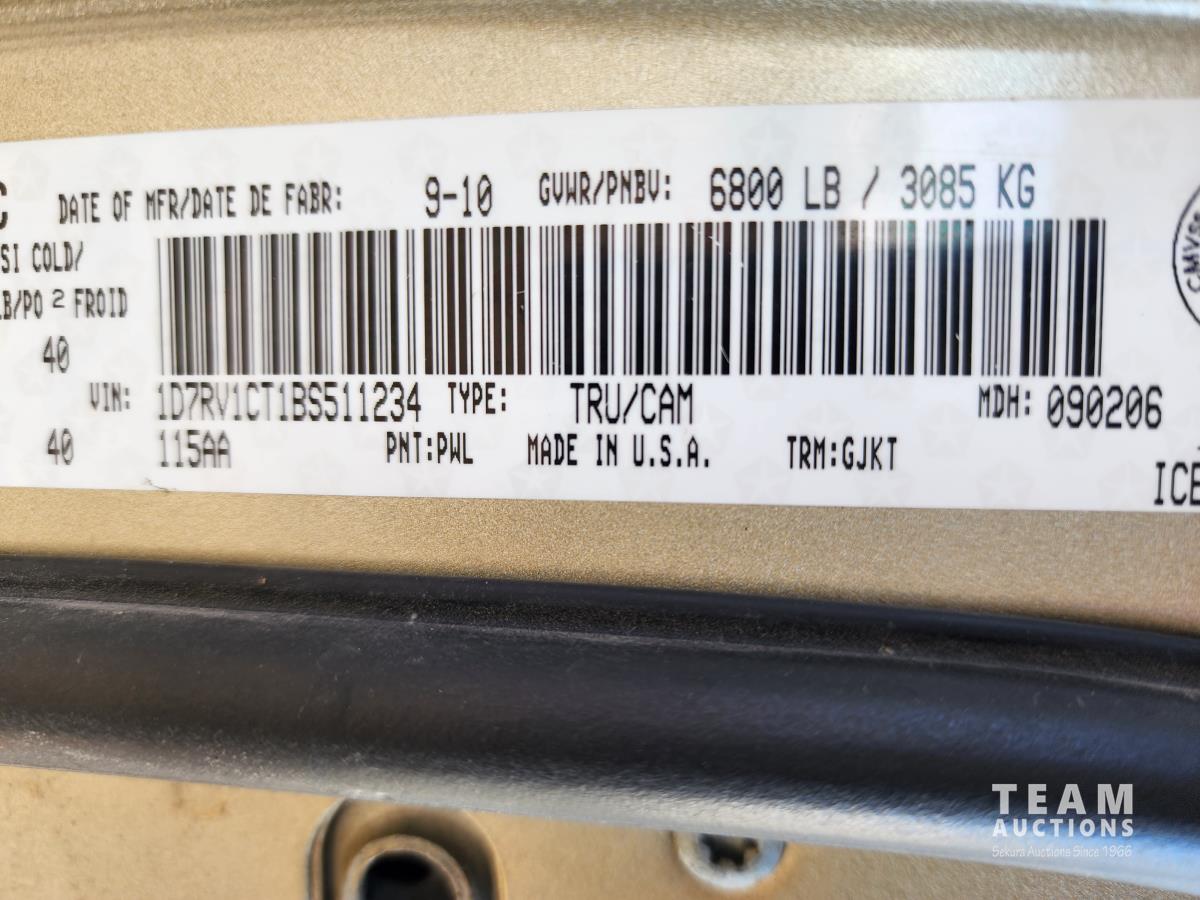 C DATE OF MFR/DATE DE FABR: 9-10 GVWR/PNBV: 6800 LB / 3085 KG
SI COLD/
LB/PO 2 FROID
40
VIN: 1D7RV1CT1BS511234 TYPE: TRU/CAM MDH: 090206
40 115AA PNT:PWL MADE IN U.S.A. TRM:GJKT
TEAM
AUCTIONS
Sekura Auctions Since 1966